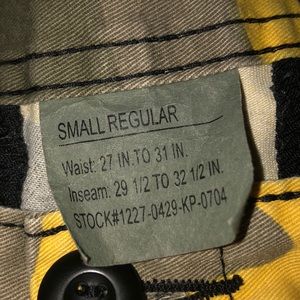 SMALL REGULAR
Waist: 27 IN.TO 31 IN.
Inseam: 29 1/2 TO 32 1/2 IN.
STOCK#1227-0429-KP-0704